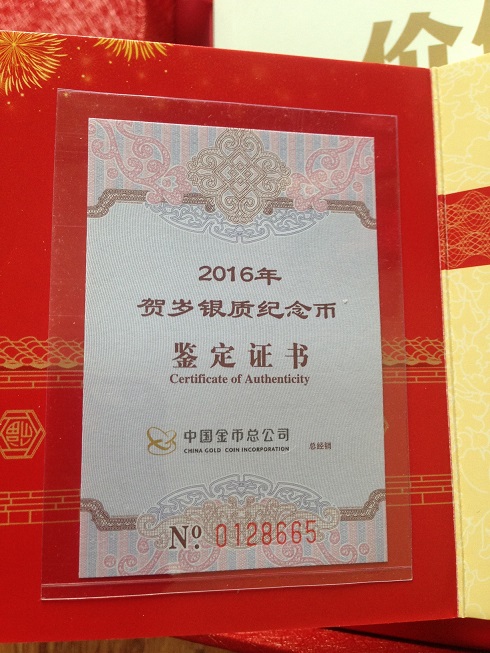 2016年
贺岁银质纪念币
鉴定证书
Certificate of Authenticity
中国金币总公司
CHINA GOLD COIN INCORPORATION
总经销
Nº. 0128665